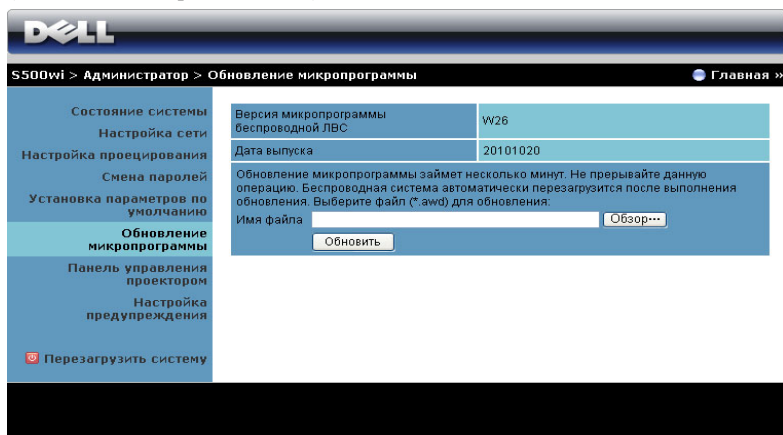 DELL
S500wi > Администратор > Обновление микропрограммы
Главная »
Состояние системы
Настройка сети
Настройка проецирования
Смена паролей
Установка параметров по
умолчанию
Обновление
микропрограммы
Панель управления
проектором
Настройка
предупреждения
Перезагрузить систему
Версия микропрограммы
беспроводной ЛВС
W26
Дата выпуска
20101020
Обновление микропрограммы займет несколько минут. Не прерывайте данную
операцию. Беспроводная система автоматически перезагрузится после выполнения
обновления. Выберите файл (*.awd) для обновления:
Имя файла
Обзор...
Обновить